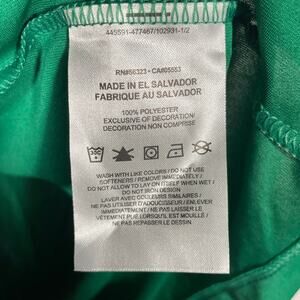 445591-477467/102931-1/2
RN#56323 • CA#05553
MADE IN EL SALVADOR
FABRIQUE AU SALVADOR
100% POLYESTER
EXCLUSIVE OF DECORATION/
DECORATION NON COMPRISE
WASH WITH LIKE COLORS / DO NOT USE
SOFTENERS / REMOVE IMMEDIATELY /
DO NOT ALLOW TO LAY ON ITSELF WHEN WET /
DO NOT IRON DESIGN
LAVER AVEC COULEURS SIMILAIRES /
NE PAS UTILISER D'ADOUCISSEUR / ENLEVER
IMMEDIATEMENT / NE PAS LAISSER LE
VÊTEMENT PLIE LORSQU'IL EST MOUILLE /
NE PAS REPASSER LE DESSIN